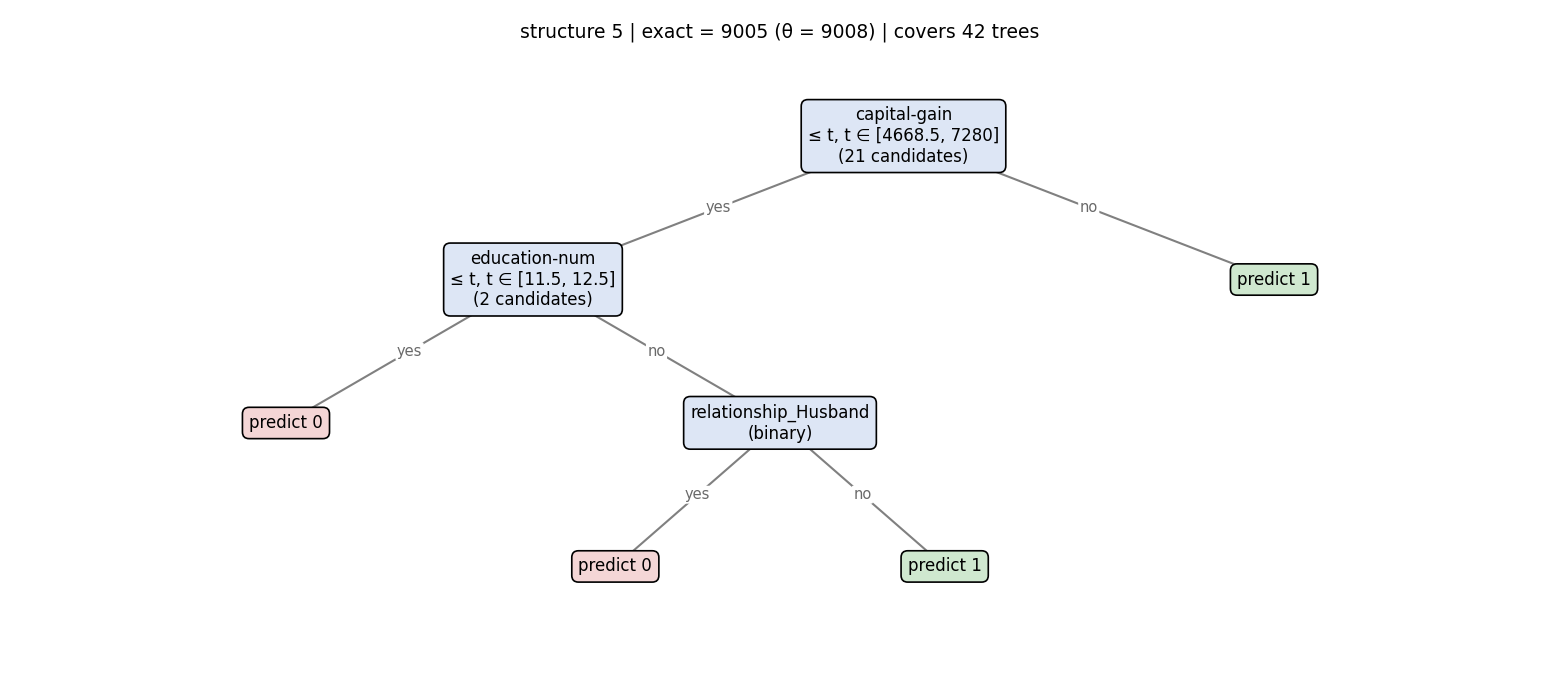 structure 5 | exact = 9005 (θ = 9008) | covers 42 trees
capital-gain
≤ t, t ∈ [4668.5, 7280]
(21 candidates)
yes
no
education-num
≤ t, t ∈ [11.5, 12.5]
(2 candidates)
predict 1
yes
no
predict 0
relationship_Husband
(binary)
yes
no
predict 0
predict 1